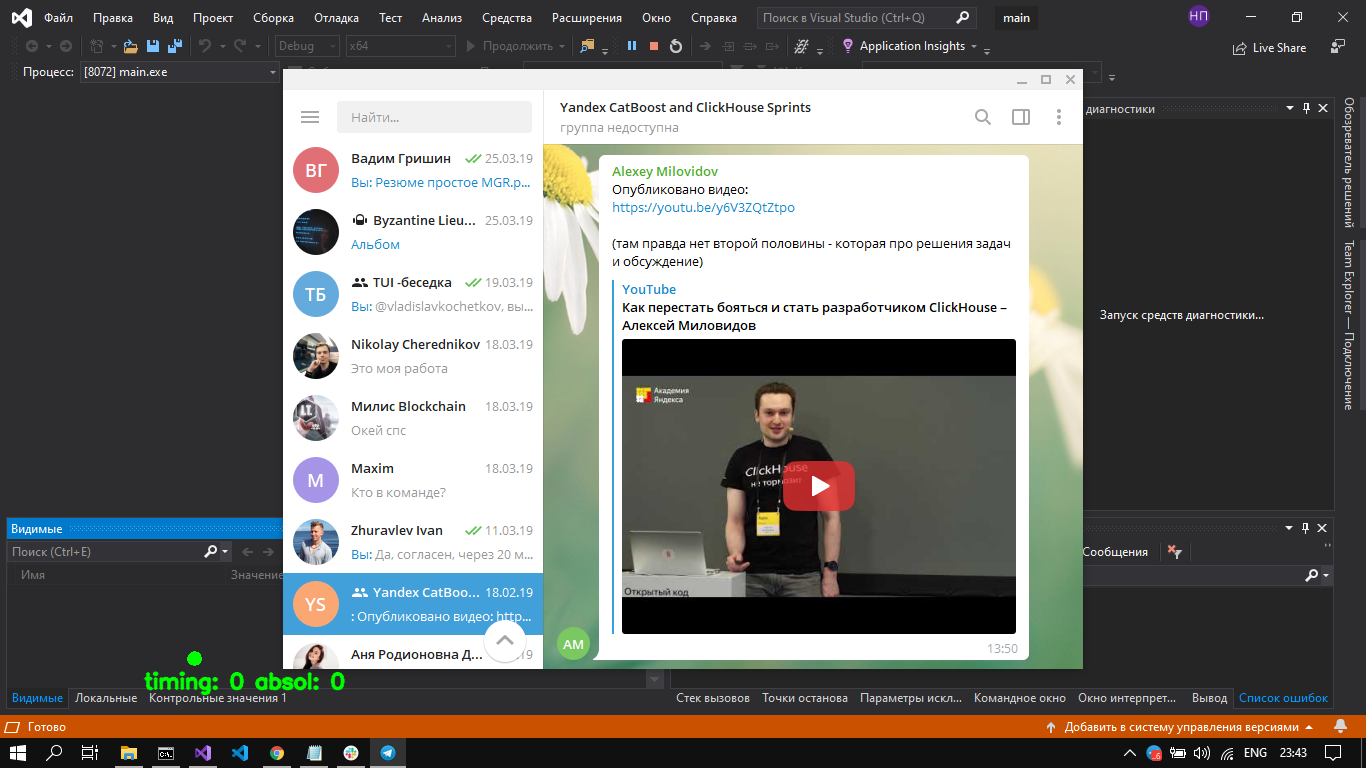 Файл Правка Вид Проект Сборка Отладка Тест Анализ Средства Расширения Окно Справка Поиск в Visual Studio (Ctrl+Q) main НП
Debug x64 Продолжить Application Insights Live Share
Процесс: [8072] main.exe
Найти...
Yandex CatBoost and ClickHouse Sprints
группа недоступна
ВГ
Вадим Гришин 25.03.19
Вы: Резюме простое MGR.p...
Byzantine Lieu... 25.03.19
Альбом
ТБ
TUI -беседка 19.03.19
Вы: @vladislavkochetkov, вы...
Nikolay Cherednikov 18.03.19
Это моя работа
Милис Blockchain 18.03.19
Окей спс
M
Maxim 18.03.19
Кто в команде?
Zhuravlev Ivan 11.03.19
Вы: Да, согласен, через 20 м...
YS
Yandex CatBoo... 18.02.19
: Опубликовано видео: http...
Аня Родионовна Д...
Alexey Milovidov
Опубликовано видео:
https://youtu.be/y6V3ZQtZtpo
(там правда нет второй половины - которая про решения задач
и обсуждение)
YouTube
Как перестать бояться и стать разработчиком ClickHouse –
Алексей Миловидов
Академия
Яндекса
ClickHouse
не тормозит
Открытый код
AM
13:50
диагностики
Запуск средств диагностики...
Обозреватель решений
Team Explorer — Подключение
Видимые
Поиск (Ctrl+E)
Имя Значение
Сообщения
timing: 0 absol: 0
Видимые Локальные Контрольные значения 1
Стек вызовов Точки останова Параметры искл... Командное окно Окно интерпрет... Вывод Список ошибок
Готово
Добавить в систему управления версиями
ENG 23:43